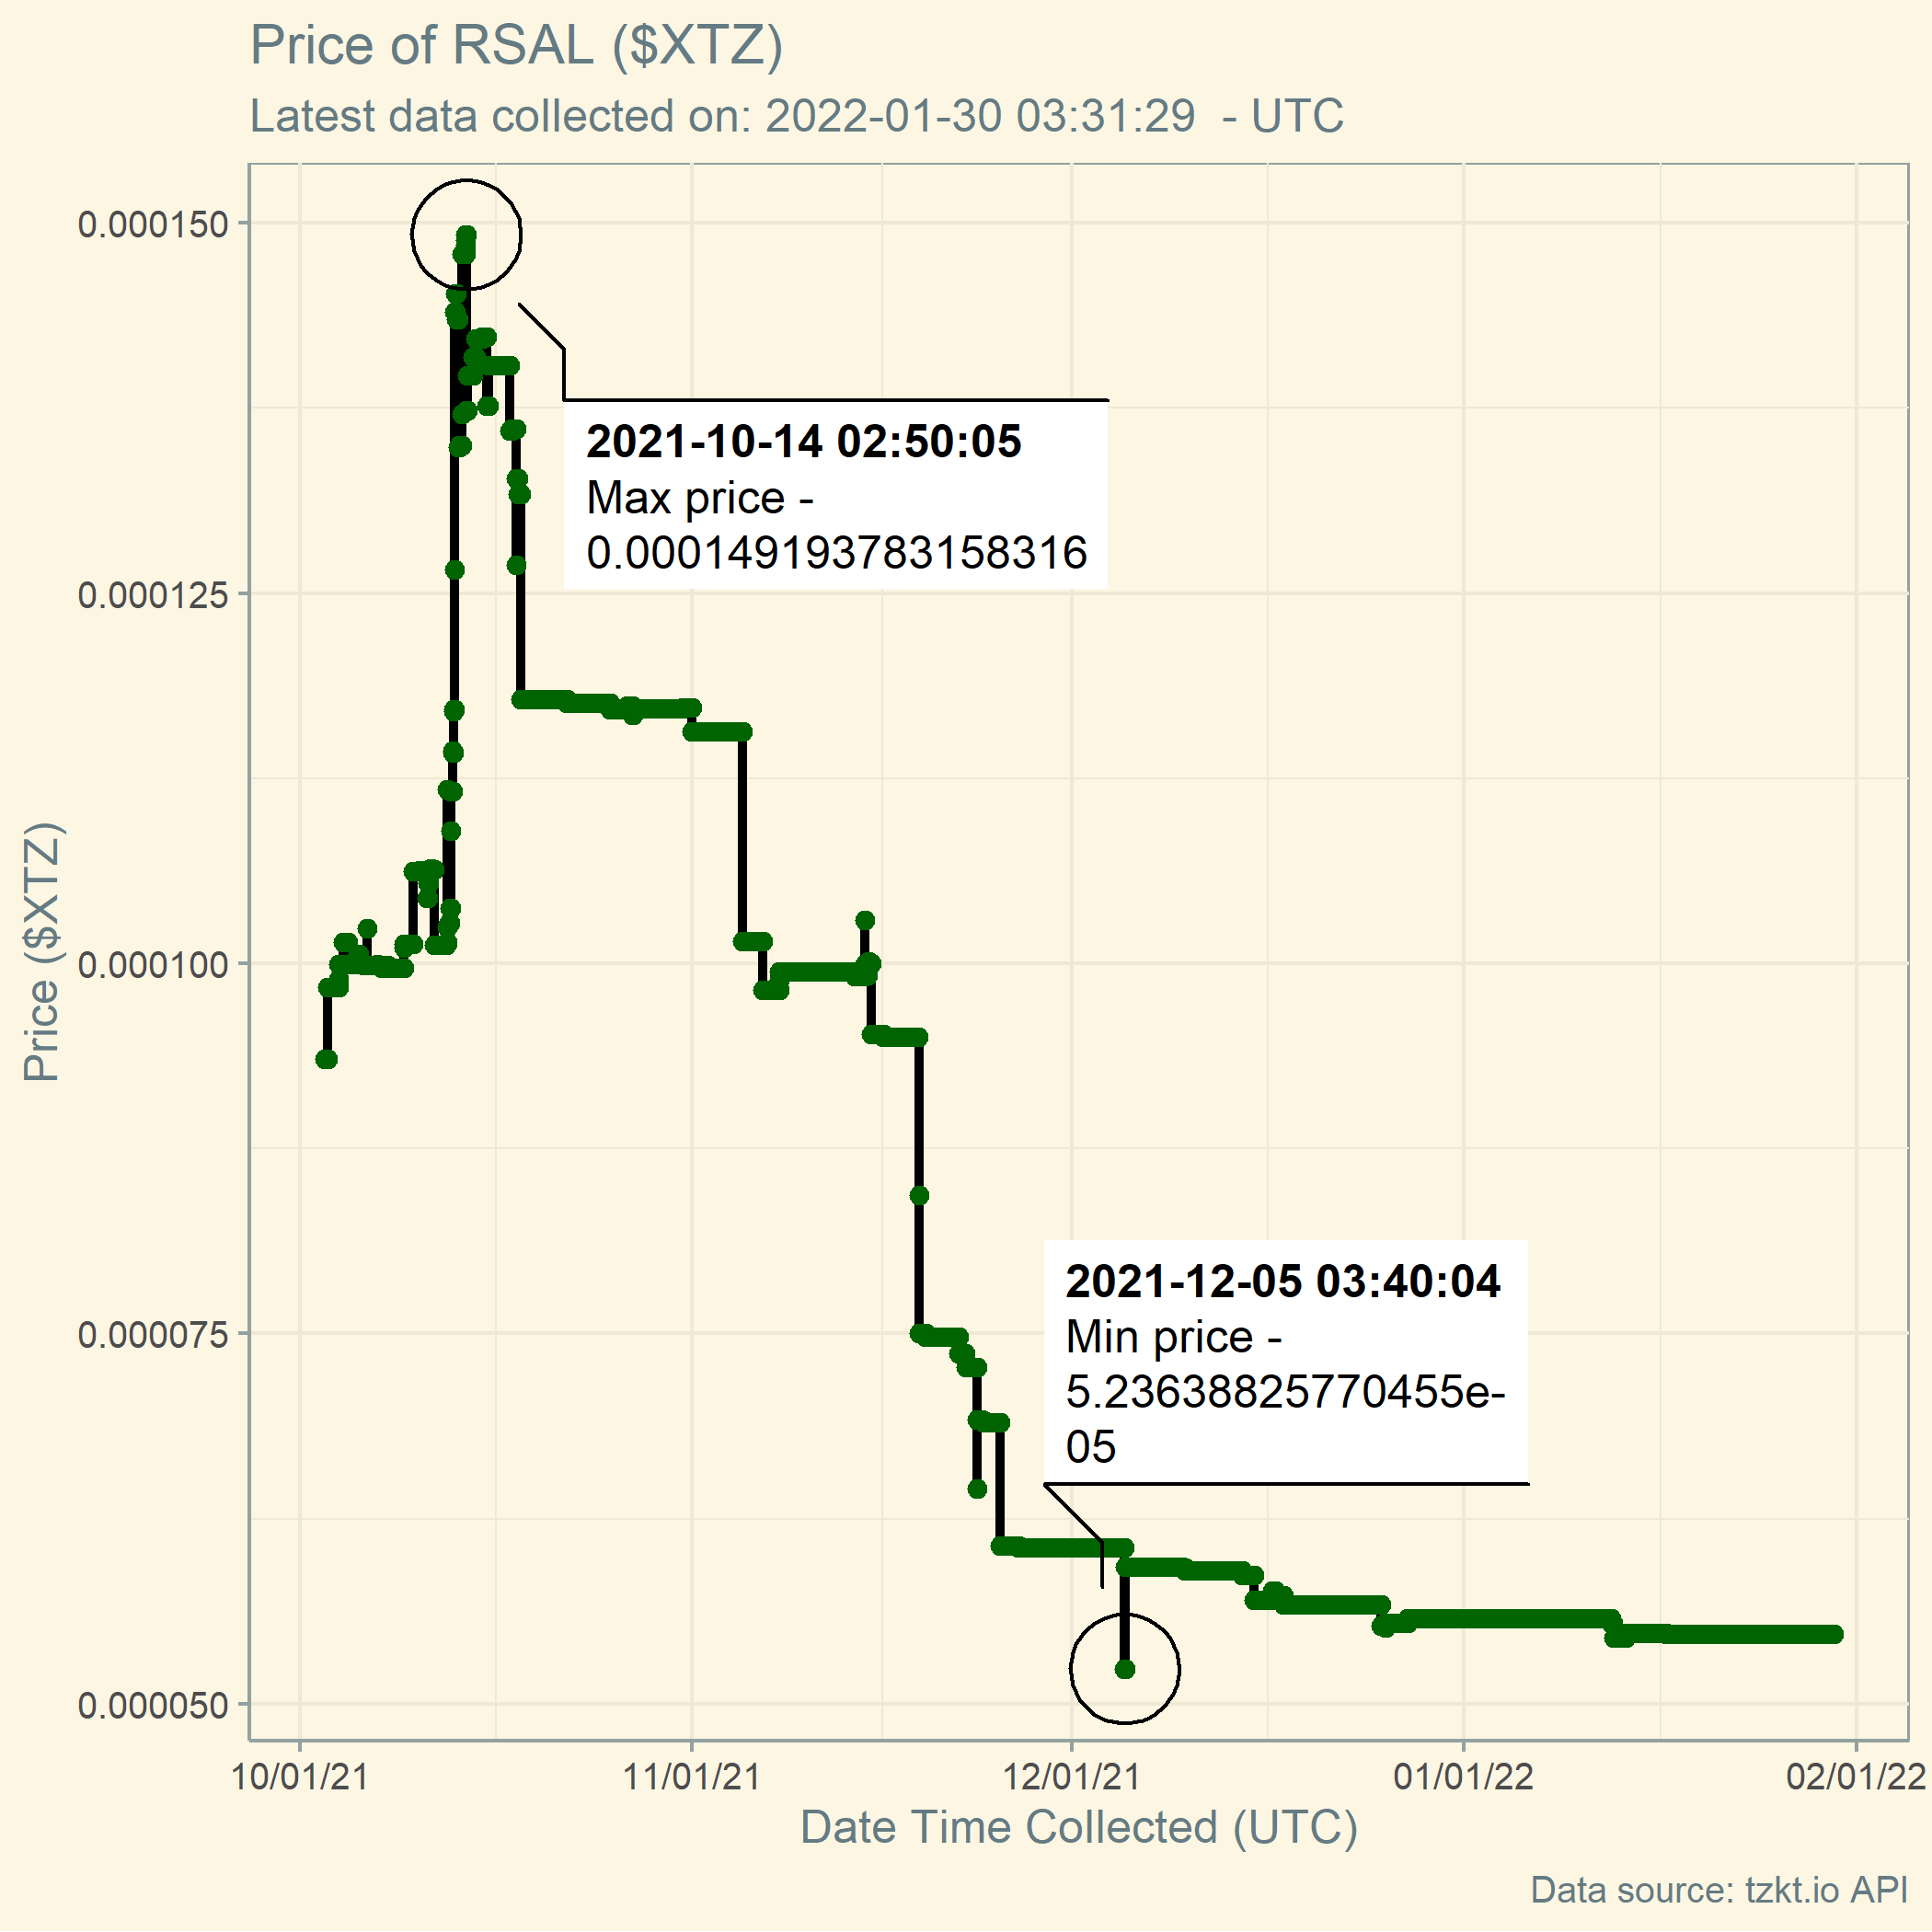 Price of RSAL ($XTZ)
Latest data collected on: 2022-01-30 03:31:29  - UTC
Price ($XTZ)
0.000150
0.000125
0.000100
0.000075
0.000050
2021-10-14 02:50:05
Max price -
0.000149193783158316
2021-12-05 03:40:04
Min price -
5.23638825770455e-
05
10/01/21
11/01/21
12/01/21
01/01/22
02/01/22
Date Time Collected (UTC)
Data source: tzkt.io API